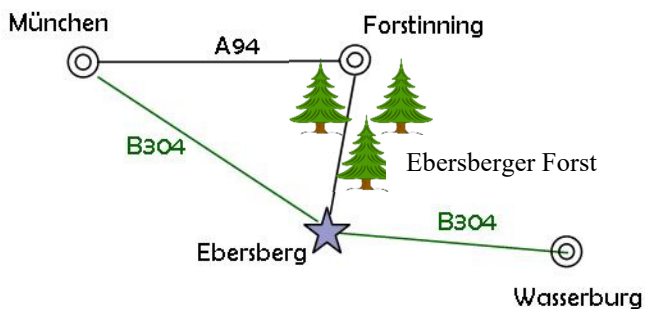 München
Forstinning
A94
B304
Ebersberger Forst
B304
Ebersberg
Wasserburg